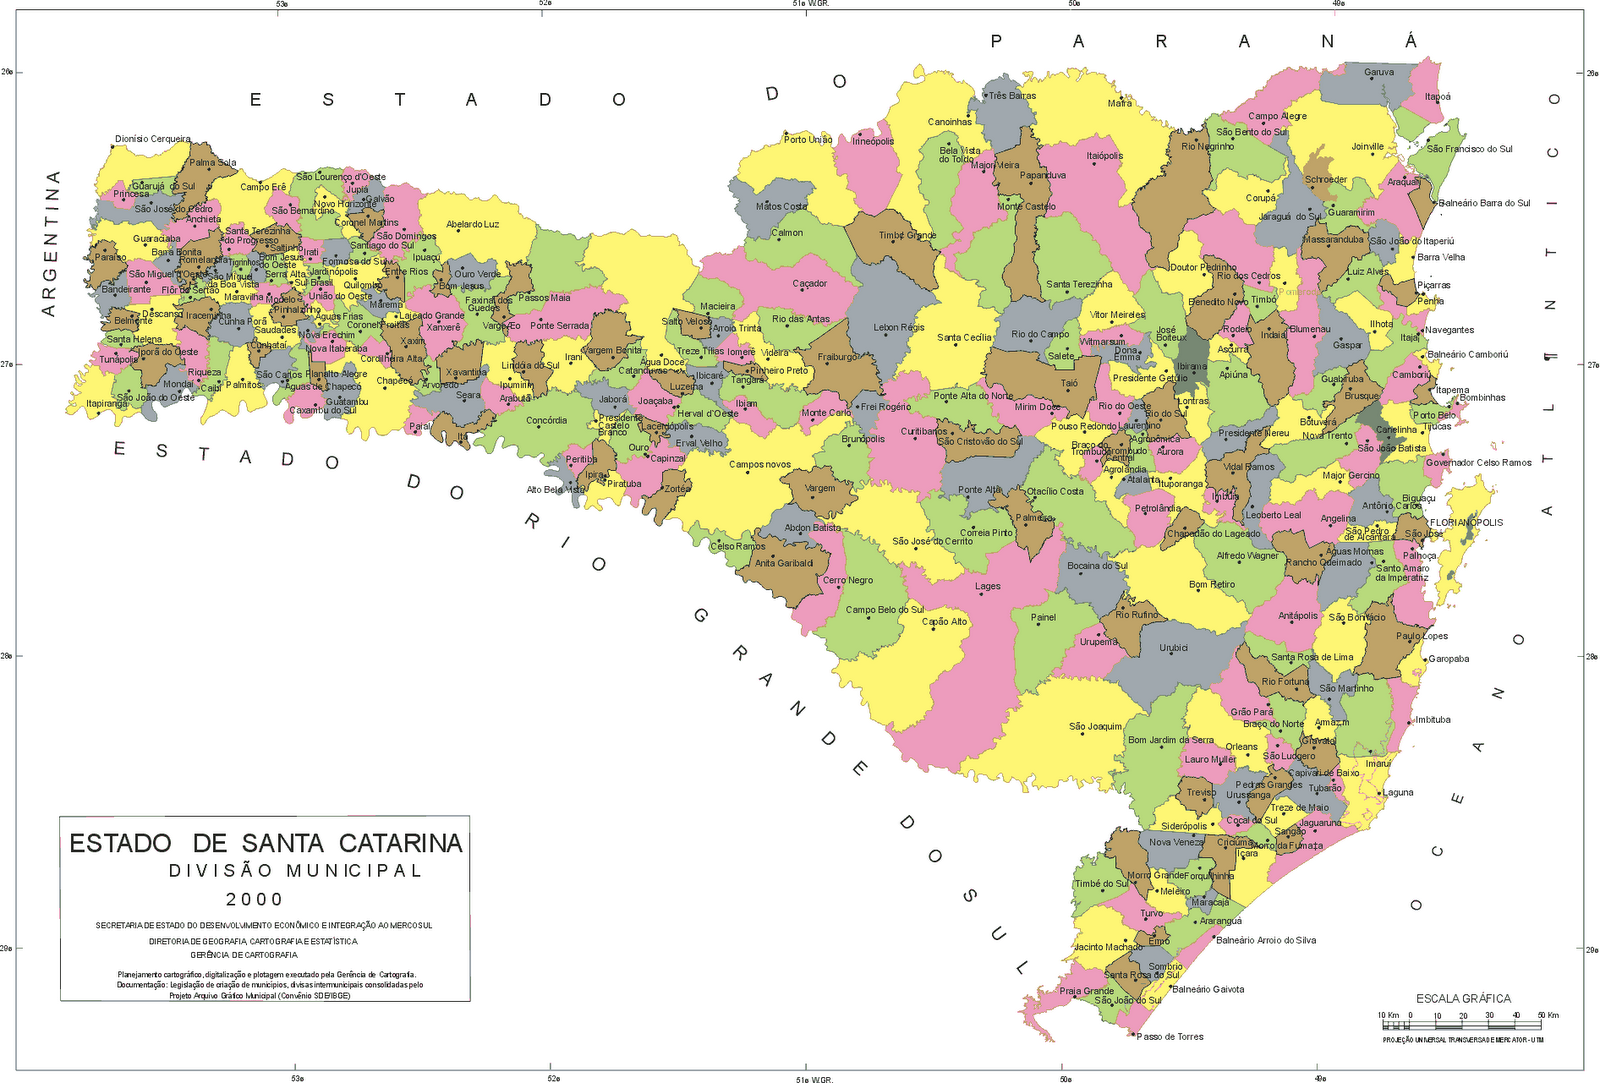 53o
52o
51o W.GR.
50o
49o
P A R A N Á
E S T A D O D O
26o
26o
Garuva
Itapoá
Três Barras
Mafra
Canoinhas
Campo Alegre
São Bento do Sul
Porto União
Irineópolis
Rio Negrinho
Joinville
São Francisco do Sul
Dionísio Cerqueira
Palma Sola
Bela Vista
do Toldo
Major Vieira
Itaiópolis
Papanduva
Schroeder
Araquari
Guarujá do Sul
Campo Erê
São Lourenço d'Oeste
Princesa
Jupiá
Galvão
São José do Cedro
São Bernardino
Novo Horizonte
Matos Costa
Monte Castelo
Corupá
Jaraguá do Sul
Guaramirim
Balneário Barra do Sul
ARGENTINA
Anchieta
Coronel Martins
Abelardo Luz
Santa Terezinha
do Progresso
São Domingos
Calmon
Timbó Grande
Massaranduba
São João do Itaperiú
Guaraciaba
Barra Bonita
Saltinho
Irati
Santiago do Sul
Paraíso
Romelândia
Bom Jesus
do Oeste
Formosa do Sul
Ipuaçu
Barra Velha
São Miguel d'Oeste
Tigrinhos
Serra Alta
Jardinópolis
Entre Rios
Ouro Verde
Doutor Pedrinho
Rio dos Cedros
Luiz Alves
São Miguel
da Boa Vista
Sul Brasil
Quilombo
Bom Jesus
Caçador
Santa Terezinha
Pomerode
Piçarras
Penha
Bandeirante
Flôr do Sertão
Maravilha
Modelo
União do Oeste
Marema
Faxinal dos
Guedes
Passos Maia
Macieira
Benedito Novo
Timbó
Descanso
Iraceminha
Pinhalzinho
Águas Frias
Lajeado Grande
Belmonte
Cunha Porã
Saudades
Coronel Freitas
Xanxerê
Vargeão
Ponte Serrada
Salto Veloso
Arroio Trinta
Rio das Antas
Lebon Régis
Santa Cecília
Rio do Campo
Vitor Meireles
José
Boiteux
Rodeio
Indaial
Blumenau
Ilhota
Navegantes
Itajaí
Santa Helena
Nova Erechim
Nova Itaberaba
Xaxim
Witmarsum
Dona
Emma
Ascurra
Gaspar
Tunápolis
Iporã do Oeste
Cordilheira Alta
Irani
Vargem Bonita
Treze Tílias
Iomerê
Videira
Fraiburgo
Salete
Balneário Camboriú
27o
27o
Riqueza
São Carlos
Planalto Alegre
Xavantina
Lindóia do Sul
Água Doce
Catanduvas
Ibicaré
Pinheiro Preto
Tangará
Presidente Getúlio
Ibirama
Apiúna
Guabiruba
Camboriú
Mondaí
Caibi
Palmitos
Águas de Chapecó
Chapecó
Arvoredo
Ipumirim
Luzerna
Taió
Brusque
Itapema
São João do Oeste
Guatambu
Seara
Arabutã
Jaborá
Joaçaba
Ibiam
Ponte Alta do Norte
Lontras
Bombinhas
Itapiranga
Caxambu do Sul
Herval d'Oeste
Monte Carlo
Frei Rogério
Mirim Doce
Rio do Oeste
Rio do Sul
Porto Belo
Concórdia
Presidente
Castelo
Branco
Lacerdópolis
Pouso Redondo
Laurentino
Presidente Nereu
Botuverá
Canelinha
Tijucas
Paial
Itá
Erval Velho
Brunópolis
Curitibanos
São Cristovão do Sul
Agronômica
Nova Trento
São João Batista
E S T A D O D O R I O G R A N D E D O S U L
Ouro
Capinzal
Braço do
Trombudo
Trombudo
Central
Aurora
Peritiba
Ipira
Piratuba
Campos novos
Agrolandia
Vidal Ramos
Governador Celso Ramos
Alto Bela Vista
Zortéa
Vargem
Ponte Alta
Otacílio Costa
Atalanta
Ituporanga
Major Gercino
Biguaçu
Imbuia
Antônio Carlos
Palmeira
Petrolândia
Leoberto Leal
Angelina
FLORIANÓPOLIS
Abdon Batista
Correia Pinto
Chapadão do Lageado
São Pedro
de Alcântara
São José
Celso Ramos
São José do Cerrito
Alfredo Wagner
Águas Mornas
Palhoça
Anita Garibaldi
Bocaina do Sul
Rancho Queimado
Santo Amaro
da Imperatriz
Cerro Negro
Lages
Bom Retiro
Campo Belo do Sul
Capão Alto
Painel
Rio Rufino
Anitápolis
São Bonifácio
Urupema
Urubici
Paulo Lopes
28o
28o
Santa Rosa de Lima
Garopaba
Rio Fortuna
São Martinho
Grão Pará
São Joaquim
Braço do Norte
Armazém
Imbituba
Bom Jardim da Serra
Orleans
Gravatal
Lauro Muller
São Ludgero
Imaruí
Capivari de Baixo
Pedras Grandes
Tubarão
Laguna
Treviso
Urussanga
Treze de Maio
Cocal do Sul
Jaguaruna
Siderópolis
Sangão
Nova Veneza
Criciúma
Morro da Fumaça
Içara
Morro Grande
Forquilhinha
Timbé do Sul
Meleiro
Maracajá
Turvo
Araranguá
Ermo
Balneário Arroio do Silva
Jacinto Machado
Sombrio
Santa Rosa do Sul
Praia Grande
São João do Sul
Balneário Gaivota
Passo de Torres
O C E A N O A T L Â N T I C O
29o
29o
ESTADO DE SANTA CATARINA
DIVISÃO MUNICIPAL
2000
SECRETARIA DE ESTADO DO DESENVOLVIMENTO ECONÔMICO E INTEGRAÇÃO AO MERCOSUL
DIRETORIA DE GEOGRAFIA, CARTOGRAFIA E ESTATÍSTICA
GERÊNCIA DE CARTOGRAFIA
Planejamento cartográfico, digitalização e plotagem executado pela Gerência de Cartografia.
Documentação: Legislação de criação de municípios, divisas intermunicipais consolidadas pelo
Projeto Arquivo Gráfico Municipal (Convênio SDE/IBGE)
ESCALA GRÁFICA
10 Km 0 10 20 30 40 50 Km
PROJEÇÃO UNIVERSAL TRANSVERSA DE MERCATOR - UTM
53o
52o
51o W.GR.
50o
49o